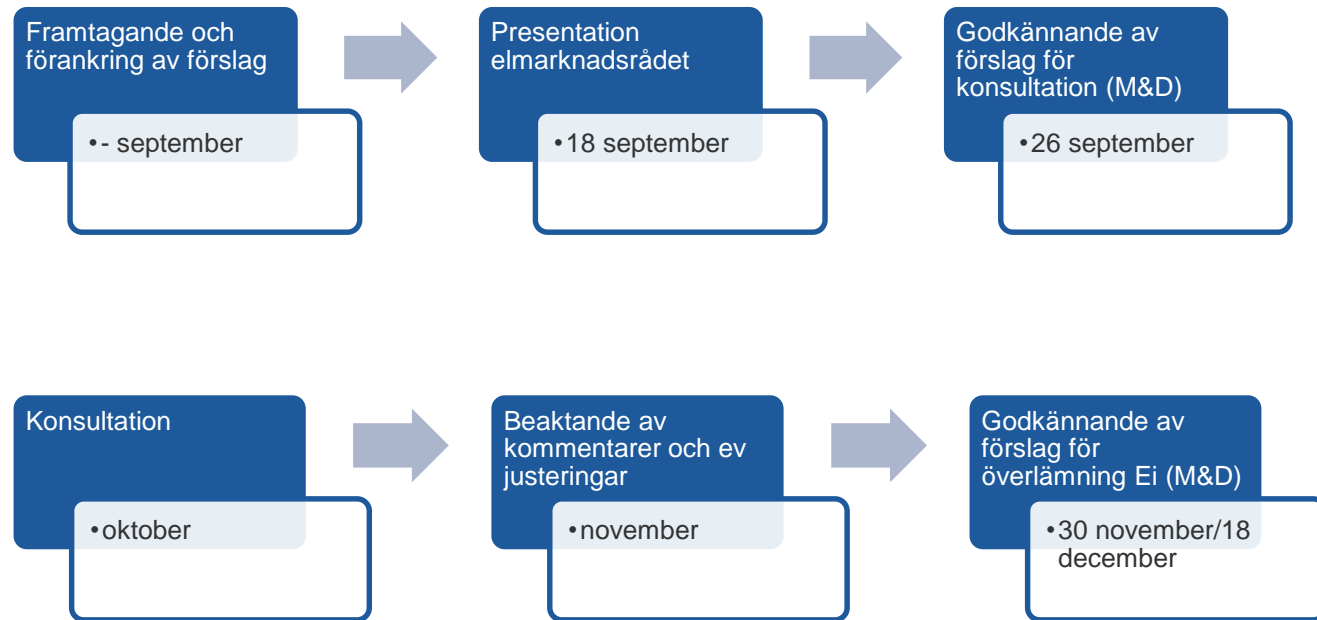 Framtagande och
förankring av förslag
•- september
Presentation
elmarknadsrådet
•18 september
Godkännande av
förslag för
konsultation (M&D)
•26 september
Konsultation
•oktober
Beaktande av
kommentarer och ev
justeringar
•november
Godkännande av
förslag för
överlämning Ei (M&D)
•30 november/18
december